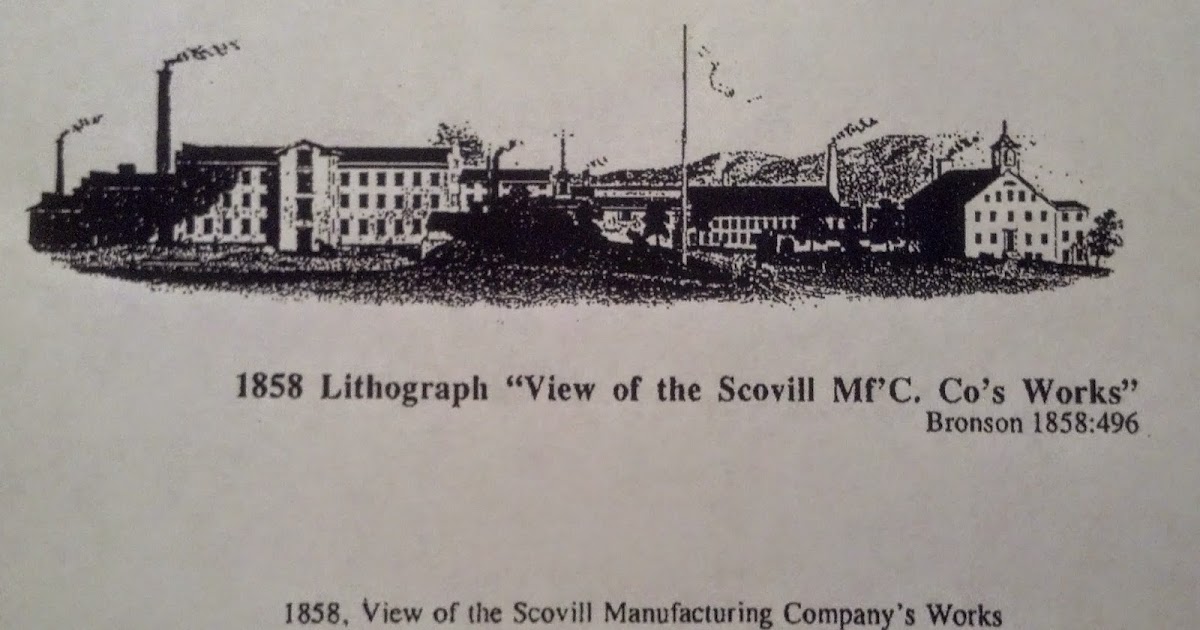 1858 Lithograph “View of the Scovill Mf’C. Co’s Works”
Bronson 1858:496
1858, View of the Scovill Manufacturing Company’s Works